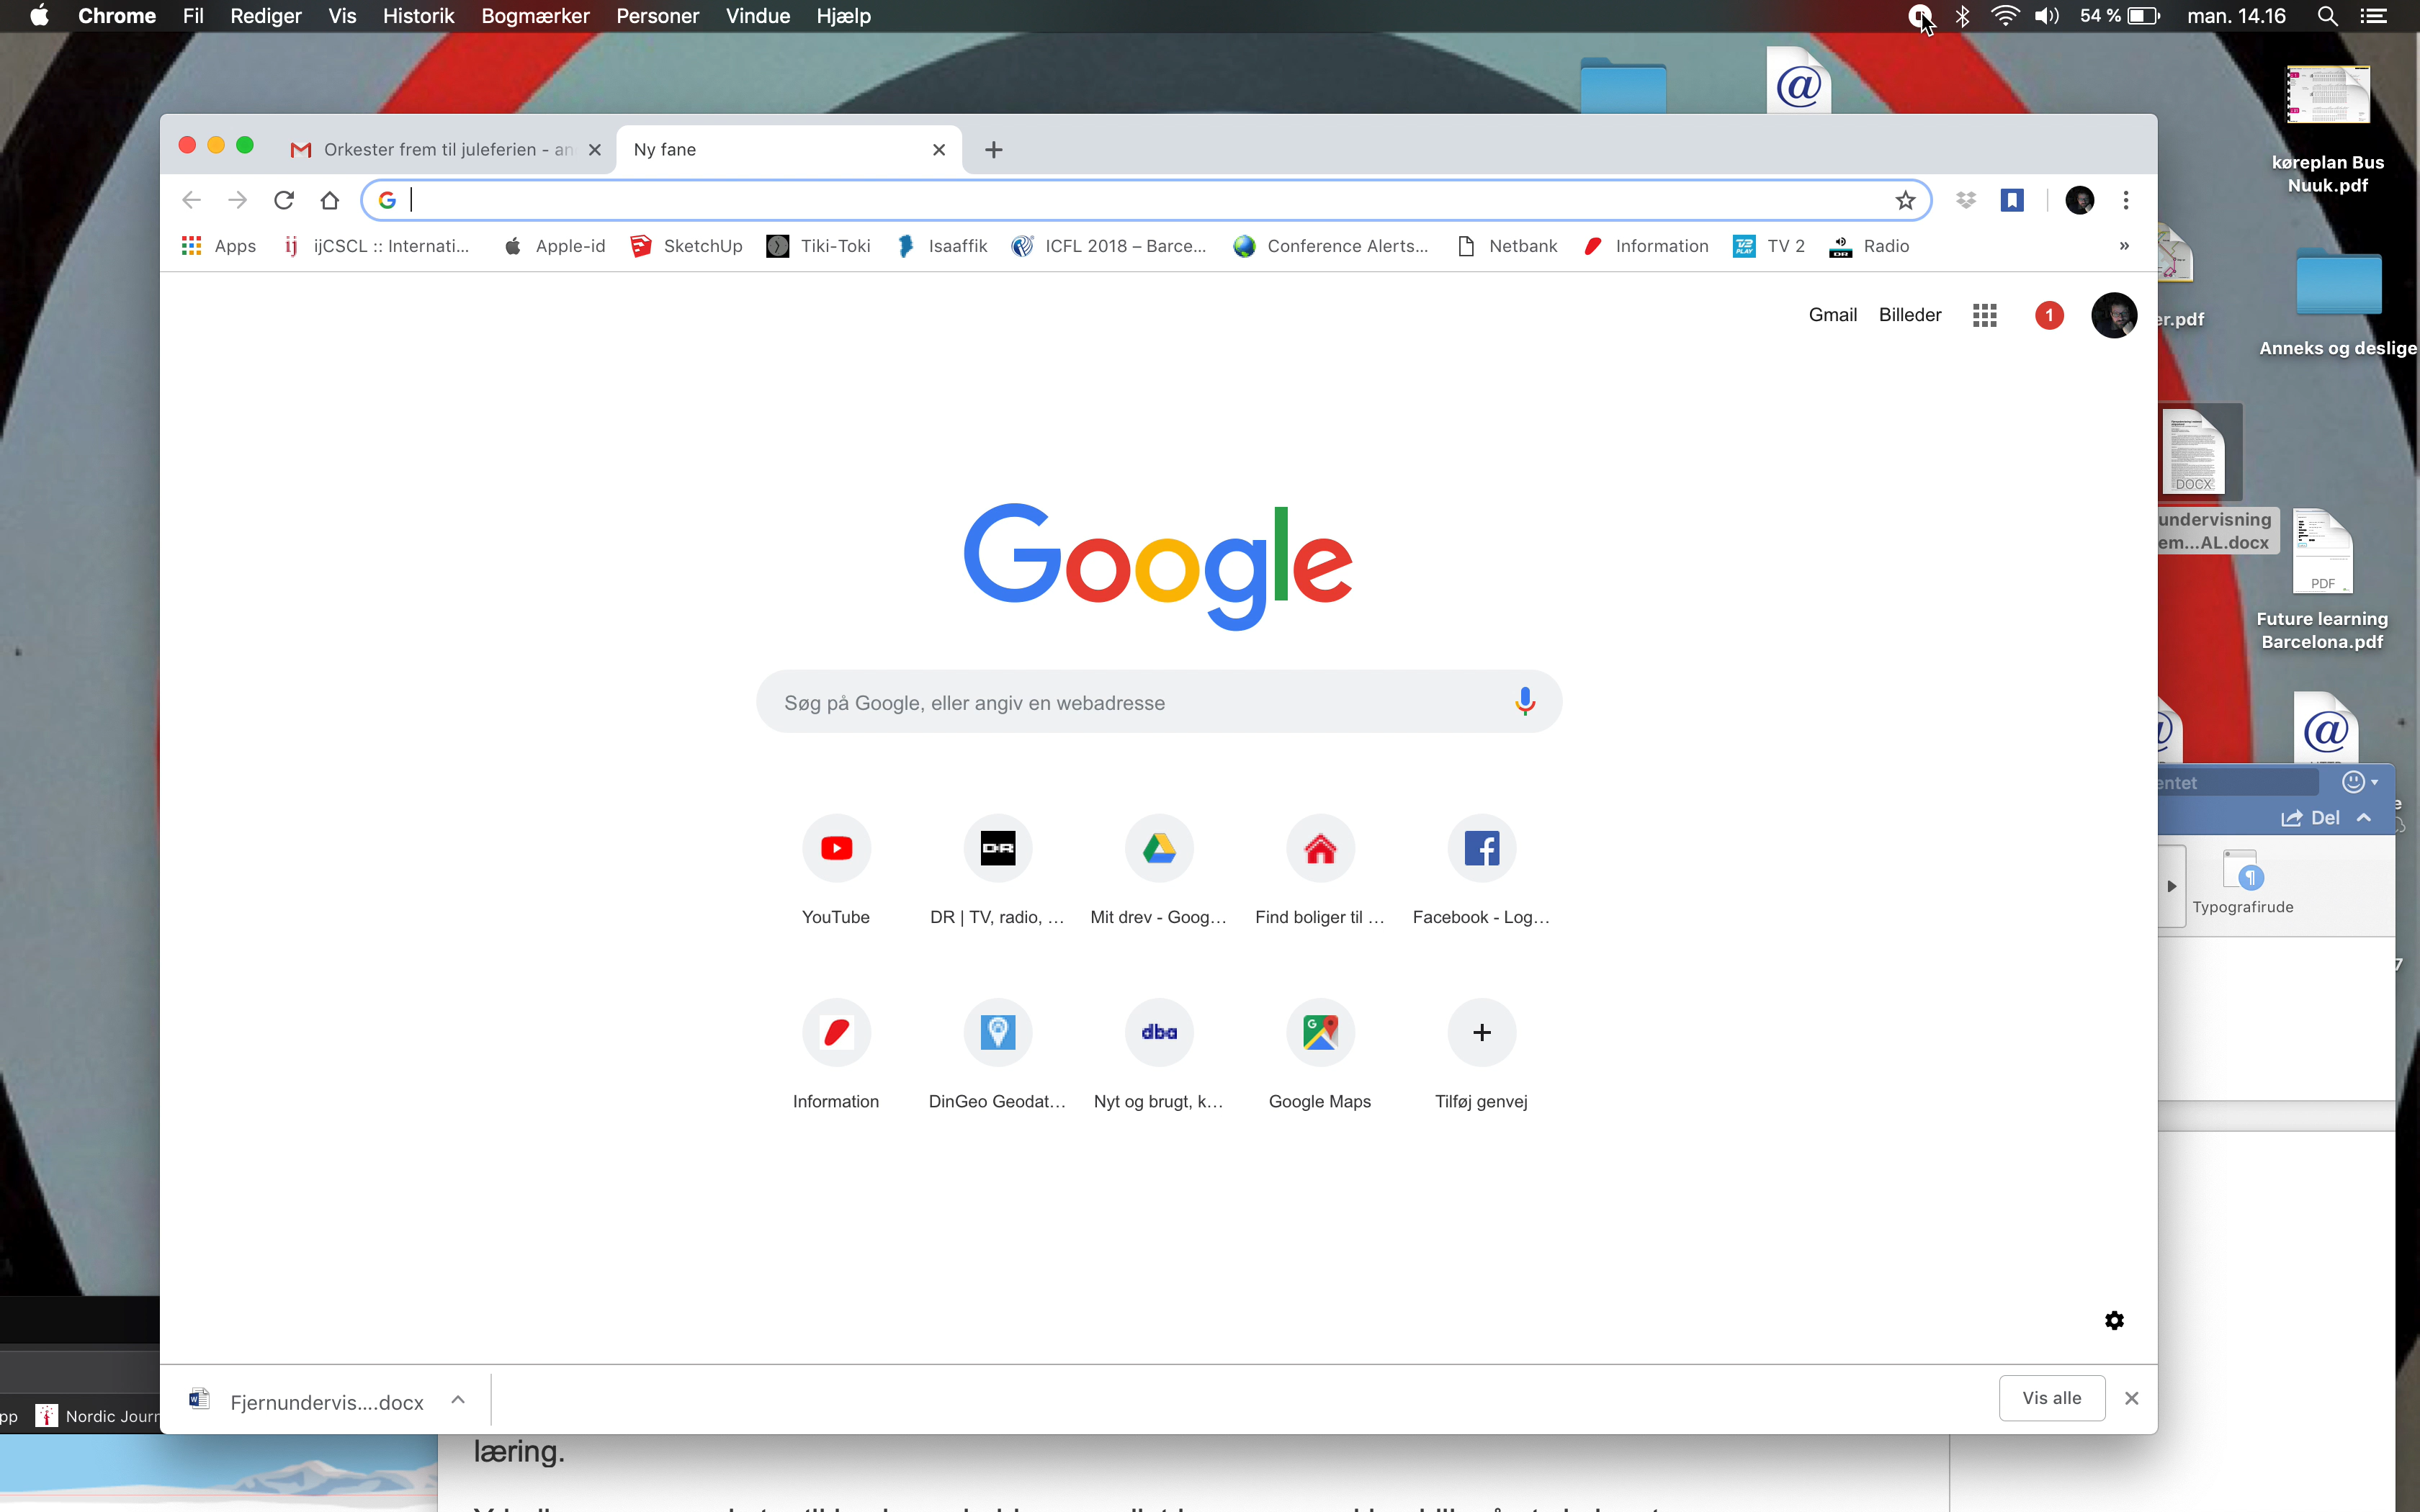 Chrome Fil Rediger Vis Historik Bogmærker Personer Vindue Hjælp 54 % man. 14.16
Orkester frem til juleferien - an
Ny fane
Apps ijCSCL :: Internati... Apple-id SketchUp Tiki-Toki Isaaffik ICFL 2018 – Barce... Conference Alerts... Netbank Information TV 2 Radio »
Gmail Billeder 1
Google
Søg på Google, eller angiv en webadresse
YouTube DR | TV, radio, ... Mit drev - Goog... Find boliger til ... Facebook - Log...
DR
dba
Information DinGeo Geodat... Nyt og brugt, k... Google Maps Tilføj genvej
Fjernundervis....docx
Vis alle
køreplan Bus
Nuuk.pdf
er.pdf
Anneks og deslige
DOCX
undervisning
em...AL.docx
PDF
Future learning
Barcelona.pdf
entet
Del
Typografirude
pp Nordic Journ
læring.